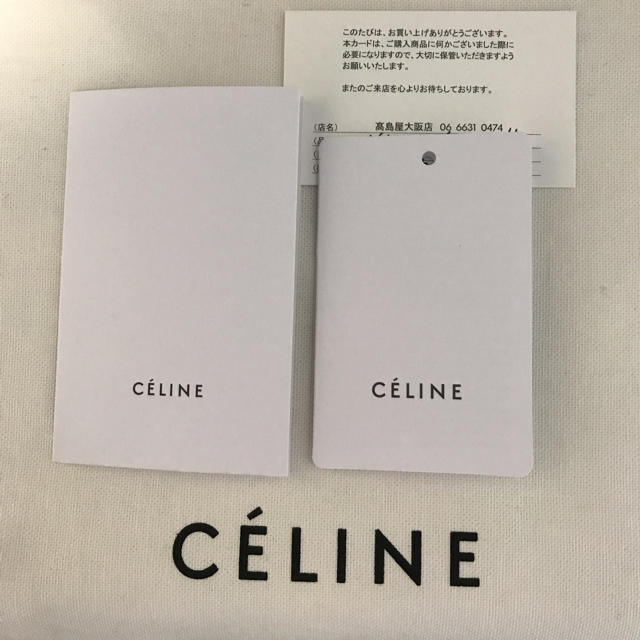 このたびは、お買い上げありがとうございます。
本カードは、ご購入商品に何かございました際に
必要になりますので、大切に保管いただきますよう
お願いいたします。
またのご来店を心よりお待ちしております。
(店名) 髙島屋大阪店 06 6631 0474
CÉLINE
CÉLINE
CÉLINE